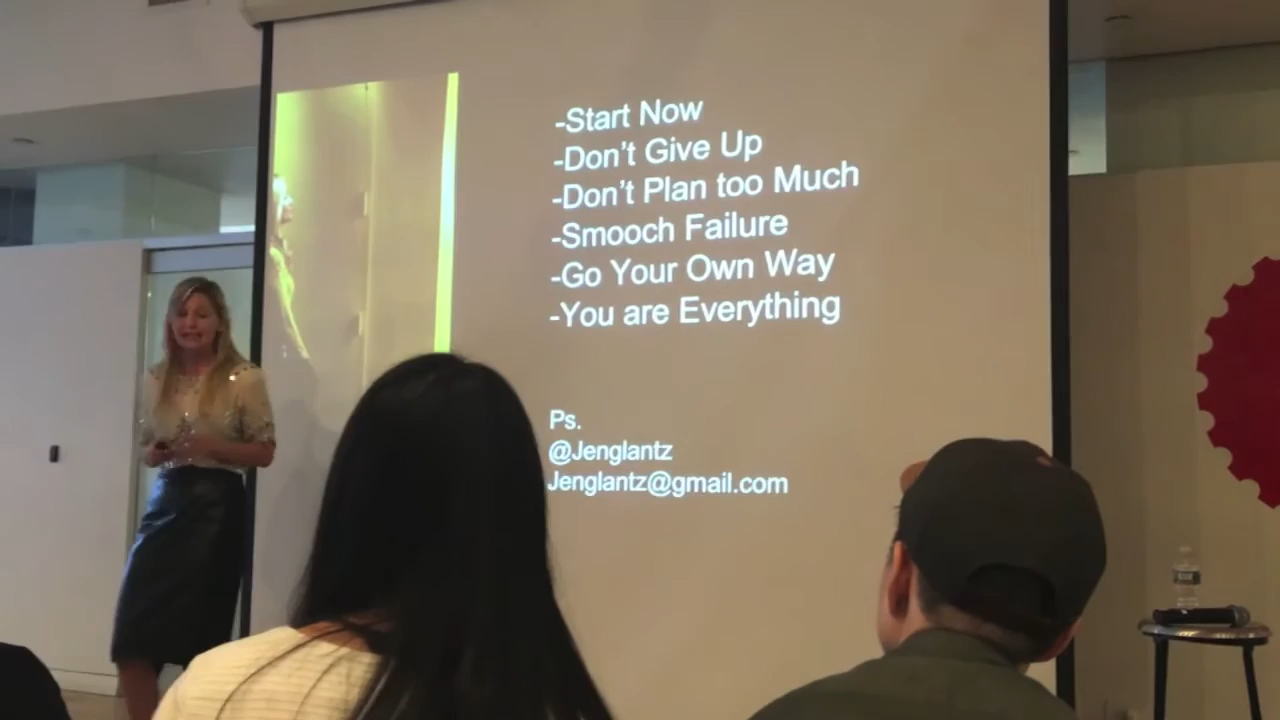 -Start Now
-Don't Give Up
-Don't Plan too Much
-Smooch Failure
-Go Your Own Way
-You are Everything
Ps.
@Jenglantz
Jenglantz@gmail.com